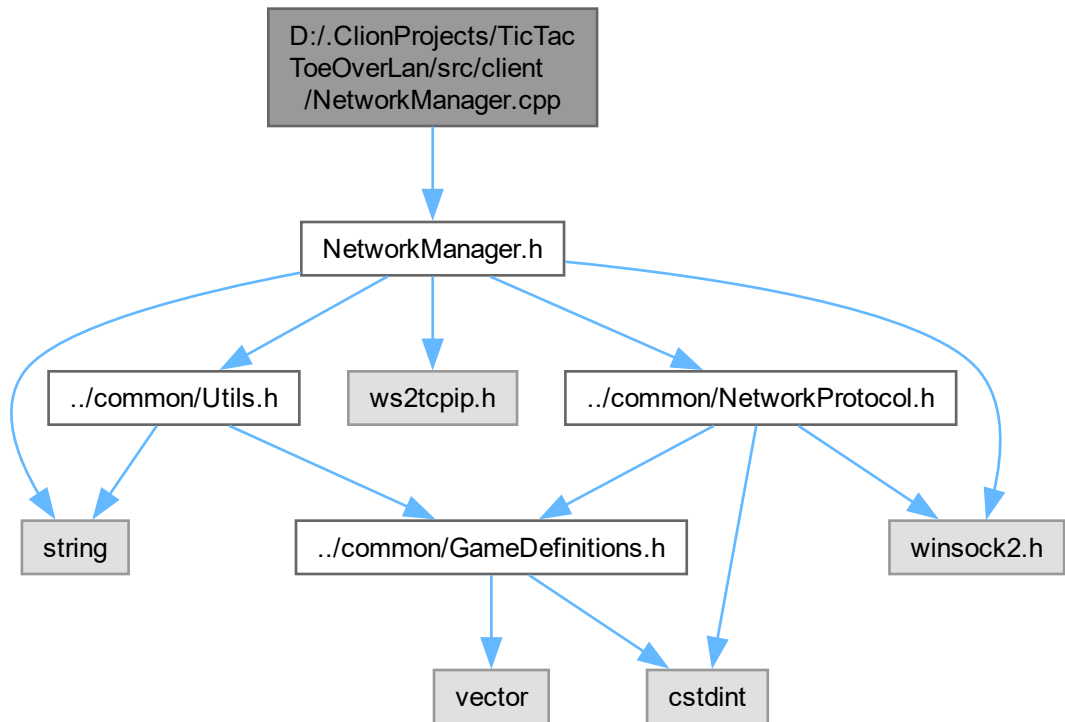 D:/.ClionProjects/TicTac
ToeOverLan/src/client
/NetworkManager.cpp
NetworkManager.h
../common/Utils.h
ws2tcpip.h
../common/NetworkProtocol.h
string
../common/GameDefinitions.h
winsock2.h
vector
cstdint